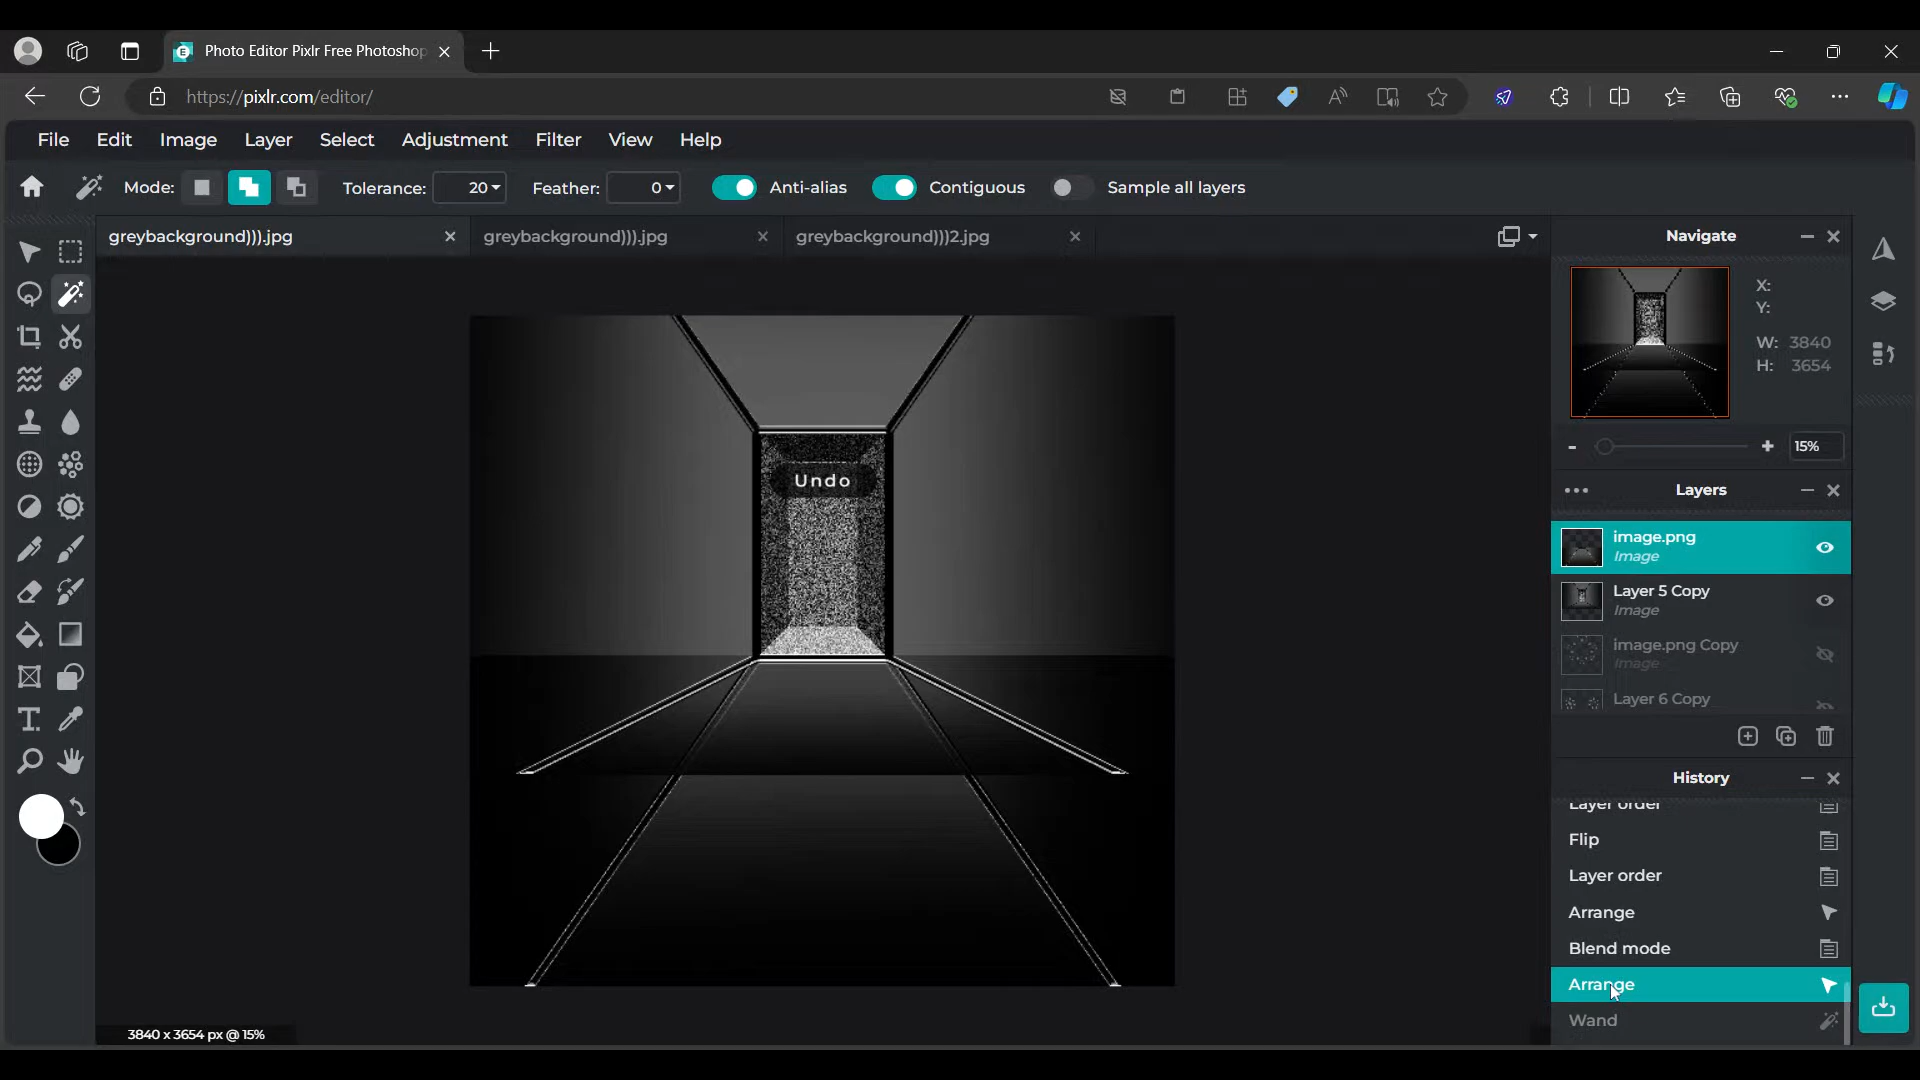 Photo Editor Pixlr Free Photoshop
https://pixlr.com/editor/
File Edit Image Layer Select Adjustment Filter View Help
Mode: Tolerance: 20 Feather: 0 Anti-alias Contiguous Sample all layers
greybackground))).jpg greybackground))).jpg greybackground)))2.jpg
Navigate
X:
Y:
W: 3840
H: 3654
15%
Undo
Layers
image.png
Image
Layer 5 Copy
Image
image.png Copy
Image
Layer 6 Copy
History
Layer order
Flip
Layer order
Arrange
Blend mode
Arrange
Wand
3840 x 3654 px @ 15%